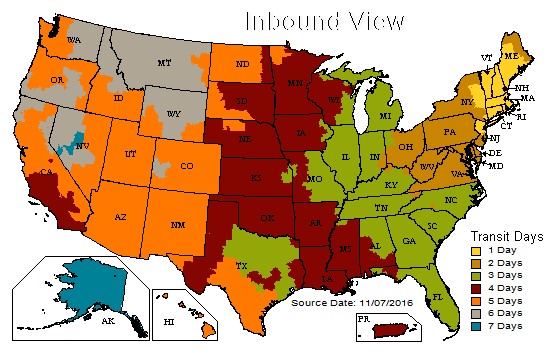 Inbound View
WA
MT
ND
MN
VT
ME
OR
ID
SD
WI
MI
NY
NH
MA
WY
RI
CT
NV
NE
IA
PA
NJ
OH
DE
MD
UT
CO
IL
IN
WV
VA
CA
KS
MO
KY
NC
TN
AZ
NM
OK
AR
SC
GA
MS
AL
TX
LA
FL
Transit Days
1 Day
2 Days
3 Days
4 Days
5 Days
6 Days
7 Days
Source Date: 11/07/2016
AK
HI
PR